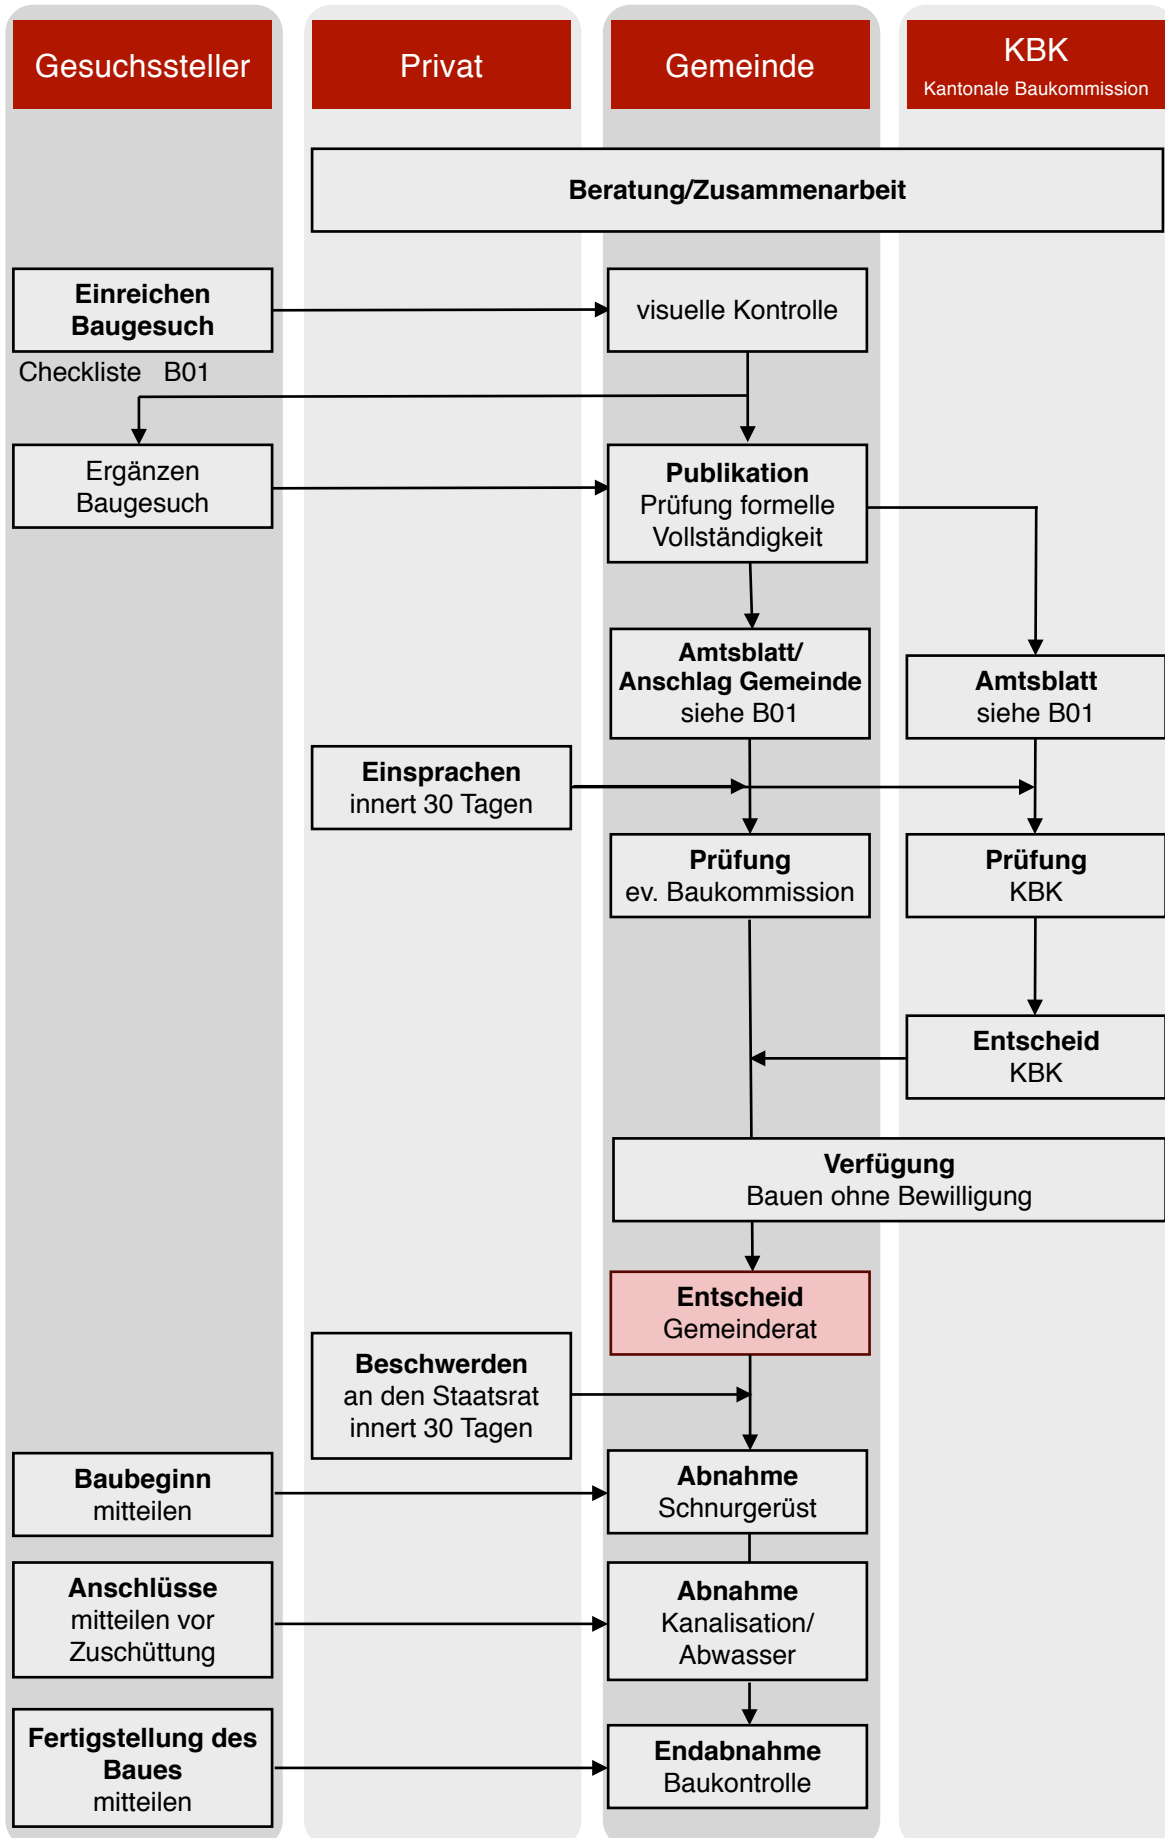 Gesuchssteller
Privat
Gemeinde
KBK
Kantonale Baukommission
Beratung/Zusammenarbeit
Einreichen
Baugesuch
visuelle Kontrolle
Checkliste B01
Ergänzen
Baugesuch
Publikation
Prüfung formelle
Vollständigkeit
Amtsblatt/
Anschlag Gemeinde
siehe B01
Amtsblatt
siehe B01
Einsprachen
innert 30 Tagen
Prüfung
ev. Baukommission
Prüfung
KBK
Entscheid
KBK
Verfügung
Bauen ohne Bewilligung
Entscheid
Gemeinderat
Beschwerden
an den Staatsrat
innert 30 Tagen
Baubeginn
mitteilen
Abnahme
Schnurgerüst
Anschlüsse
mitteilen vor
Zuschüttung
Abnahme
Kanalisation/
Abwasser
Fertigstellung des
Baues
mitteilen
Endabnahme
Baukontrolle